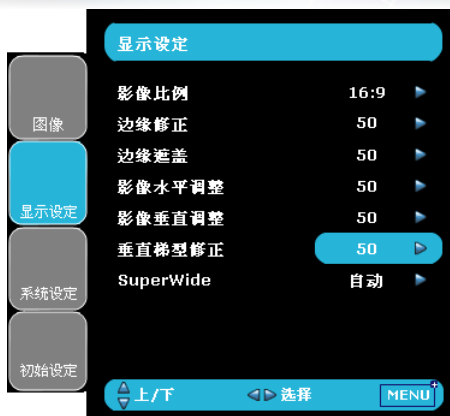 显示设定
图像
显示设定
系统设定
初始设定
影像比例 16:9
边缘修正 50
边缘遮盖 50
影像水平调整 50
影像垂直调整 50
垂直梯型修正 50
SuperWide 自动
上/下 选择 MENU